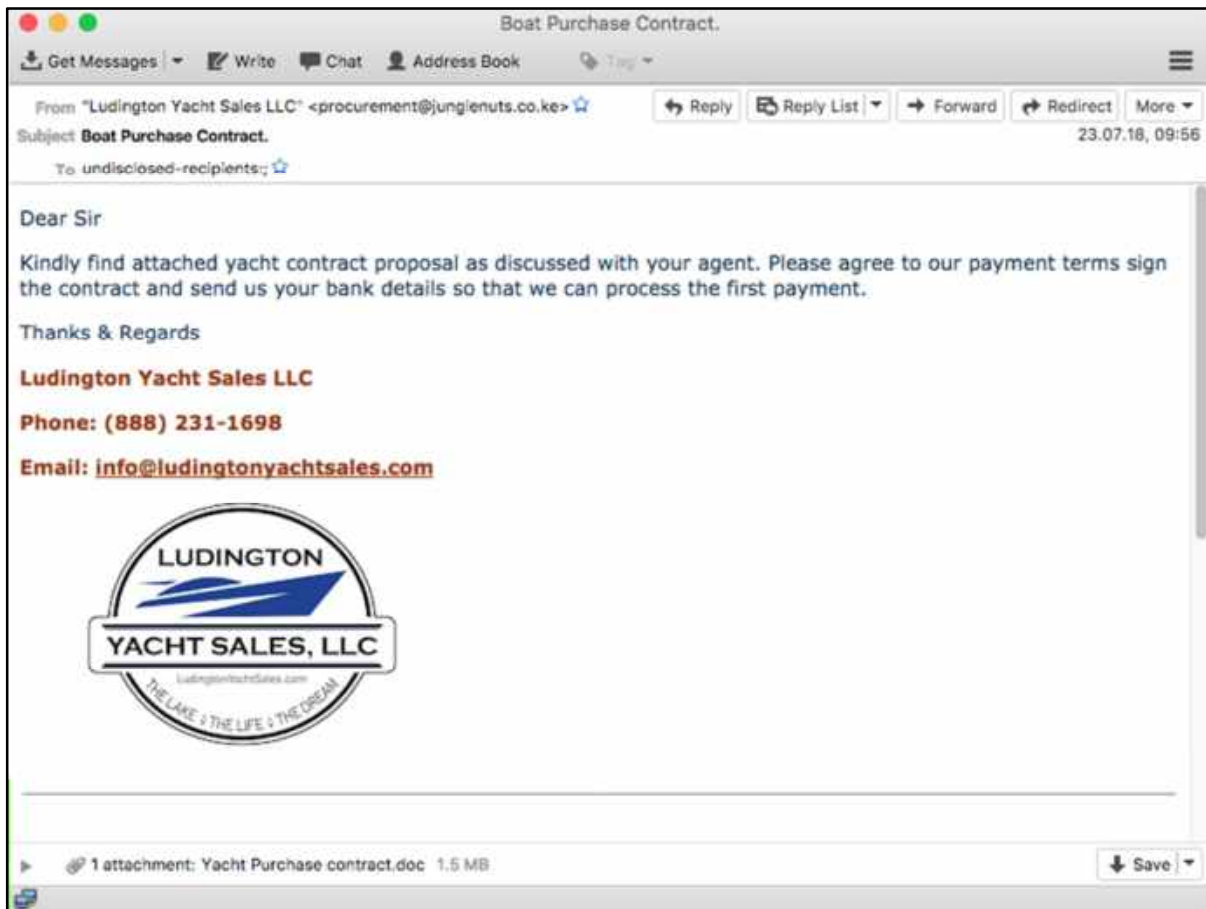 Boat Purchase Contract.
Get Messages Write Chat Address Book Tag
From "Ludington Yacht Sales LLC" <procurement@junglenuts.co.ke> Reply Reply List Forward Redirect More
Subject Boat Purchase Contract. 23.07.18, 09:56
To undisclosed-recipients:;
Dear Sir
Kindly find attached yacht contract proposal as discussed with your agent. Please agree to our payment terms sign
the contract and send us your bank details so that we can process the first payment.
Thanks & Regards
Ludington Yacht Sales LLC
Phone: (888) 231-1698
Email: info@ludingtonyachtsales.com
LUDINGTON
YACHT SALES, LLC
LudingtonYachtSales.com
THE LAKE THE LIFE THE DREAM
1 attachment: Yacht Purchase contract.doc 1.5 MB Save